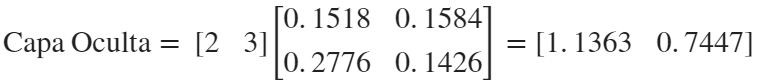 Capa Oculta = [2 3] [0.1518 0.1584
0.2776 0.1426] = [1.1363 0.7447]